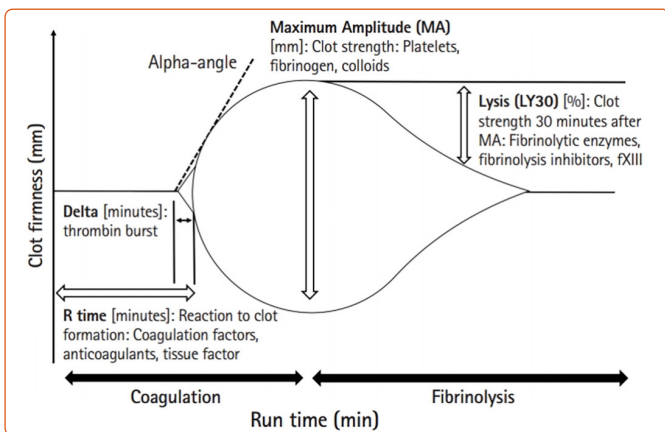 Maximum Amplitude (MA)
[mm]: Clot strength: Platelets,
fibrinogen, colloids
Alpha-angle
Lysis (LY30) [%]: Clot
strength 30 minutes after
MA: Fibrinolytic enzymes,
fibrinolysis inhibitors, fXIII
Clot firmness (mm)
Delta [minutes]:
thrombin burst
R time [minutes]: Reaction to clot
formation: Coagulation factors,
anticoagulants, tissue factor
Coagulation
Fibrinolysis
Run time (min)